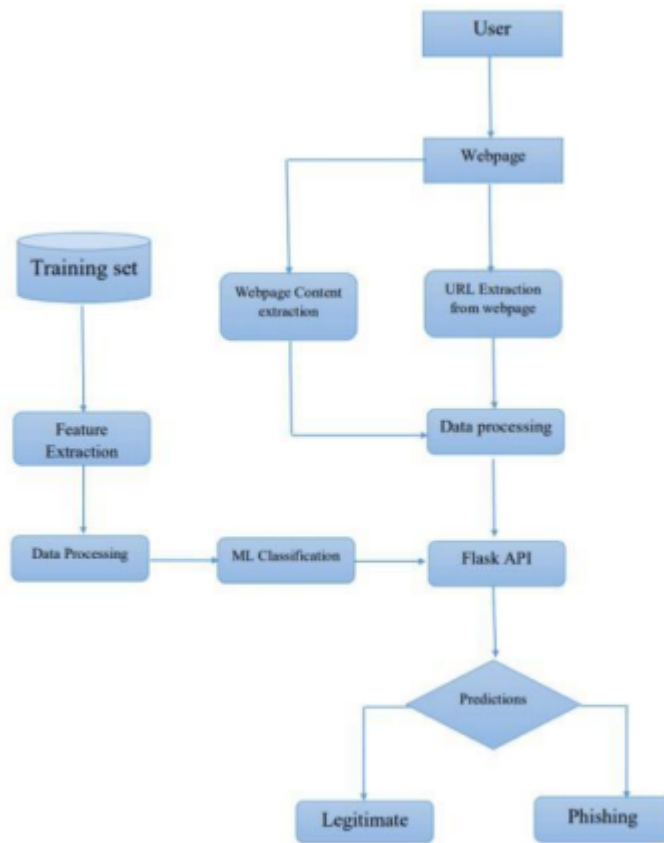 User
Webpage
Training set
Webpage Content
extraction
URL Extraction
from webpage
Feature
Extraction
Data processing
Data Processing
ML Classification
Flask API
Predictions
Legitimate
Phishing